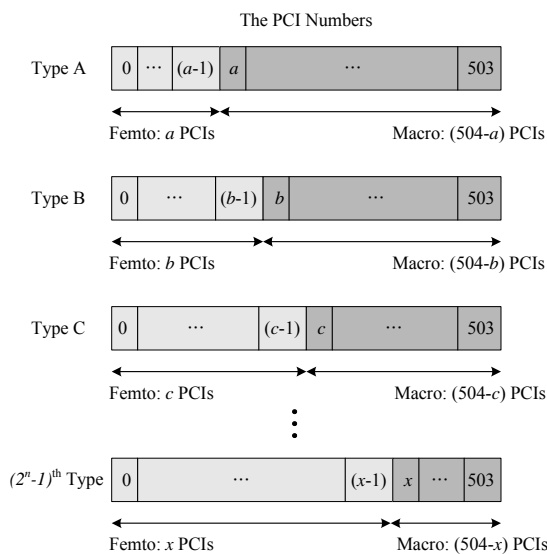 The PCI Numbers
Type A 0 ... (a-1) a ... 503
Femto: a PCIs Macro: (504-a) PCIs
Type B 0 ... (b-1) b ... 503
Femto: b PCIs Macro: (504-b) PCIs
Type C 0 ... (c-1) c ... 503
Femto: c PCIs Macro: (504-c) PCIs
(2ⁿ-1)ᵗʰ Type 0 ... (x-1) x ... 503
Femto: x PCIs Macro: (504-x) PCIs